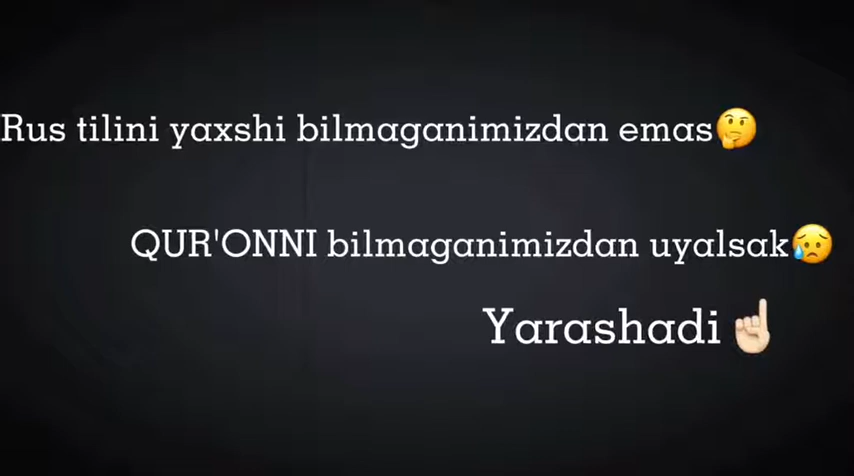 Rus tilini yaxshi bilmaganimizdan emas🤔
QUR'ONNI bilmaganimizdan uyalsak😥
Yarashadi☝🏻